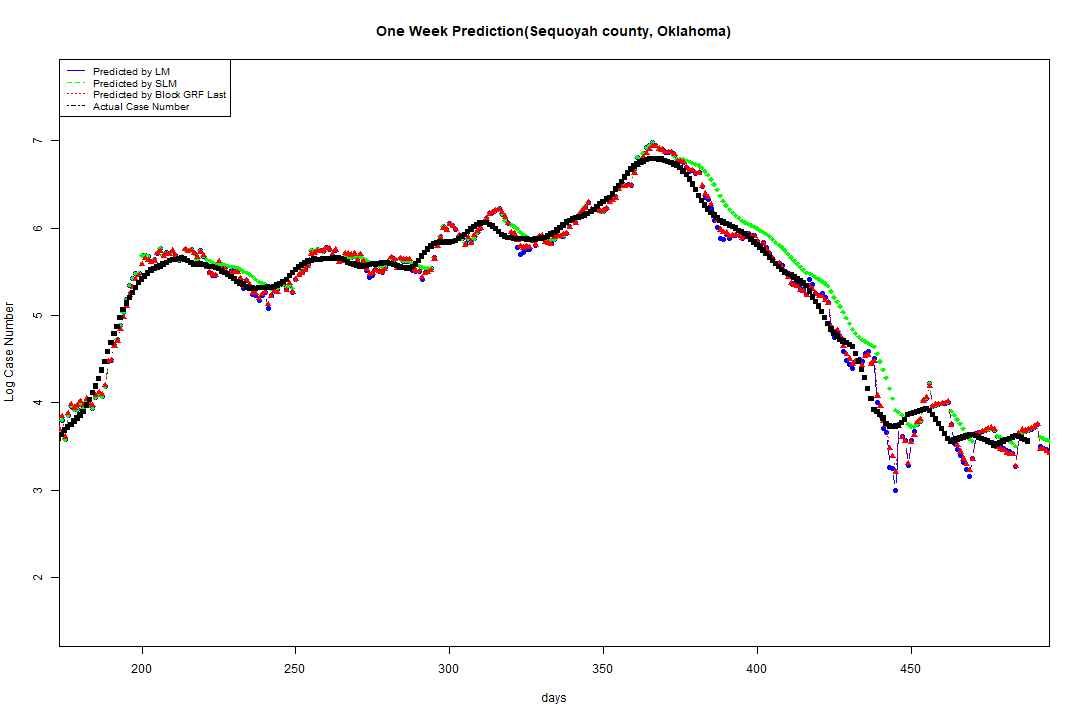 One Week Prediction(Sequoyah county, Oklahoma)
Predicted by LM
Predicted by SLM
Predicted by Block GRF Last
Actual Case Number
7
6
5
4
3
2
Log Case Number
200 250 300 350 400 450
days